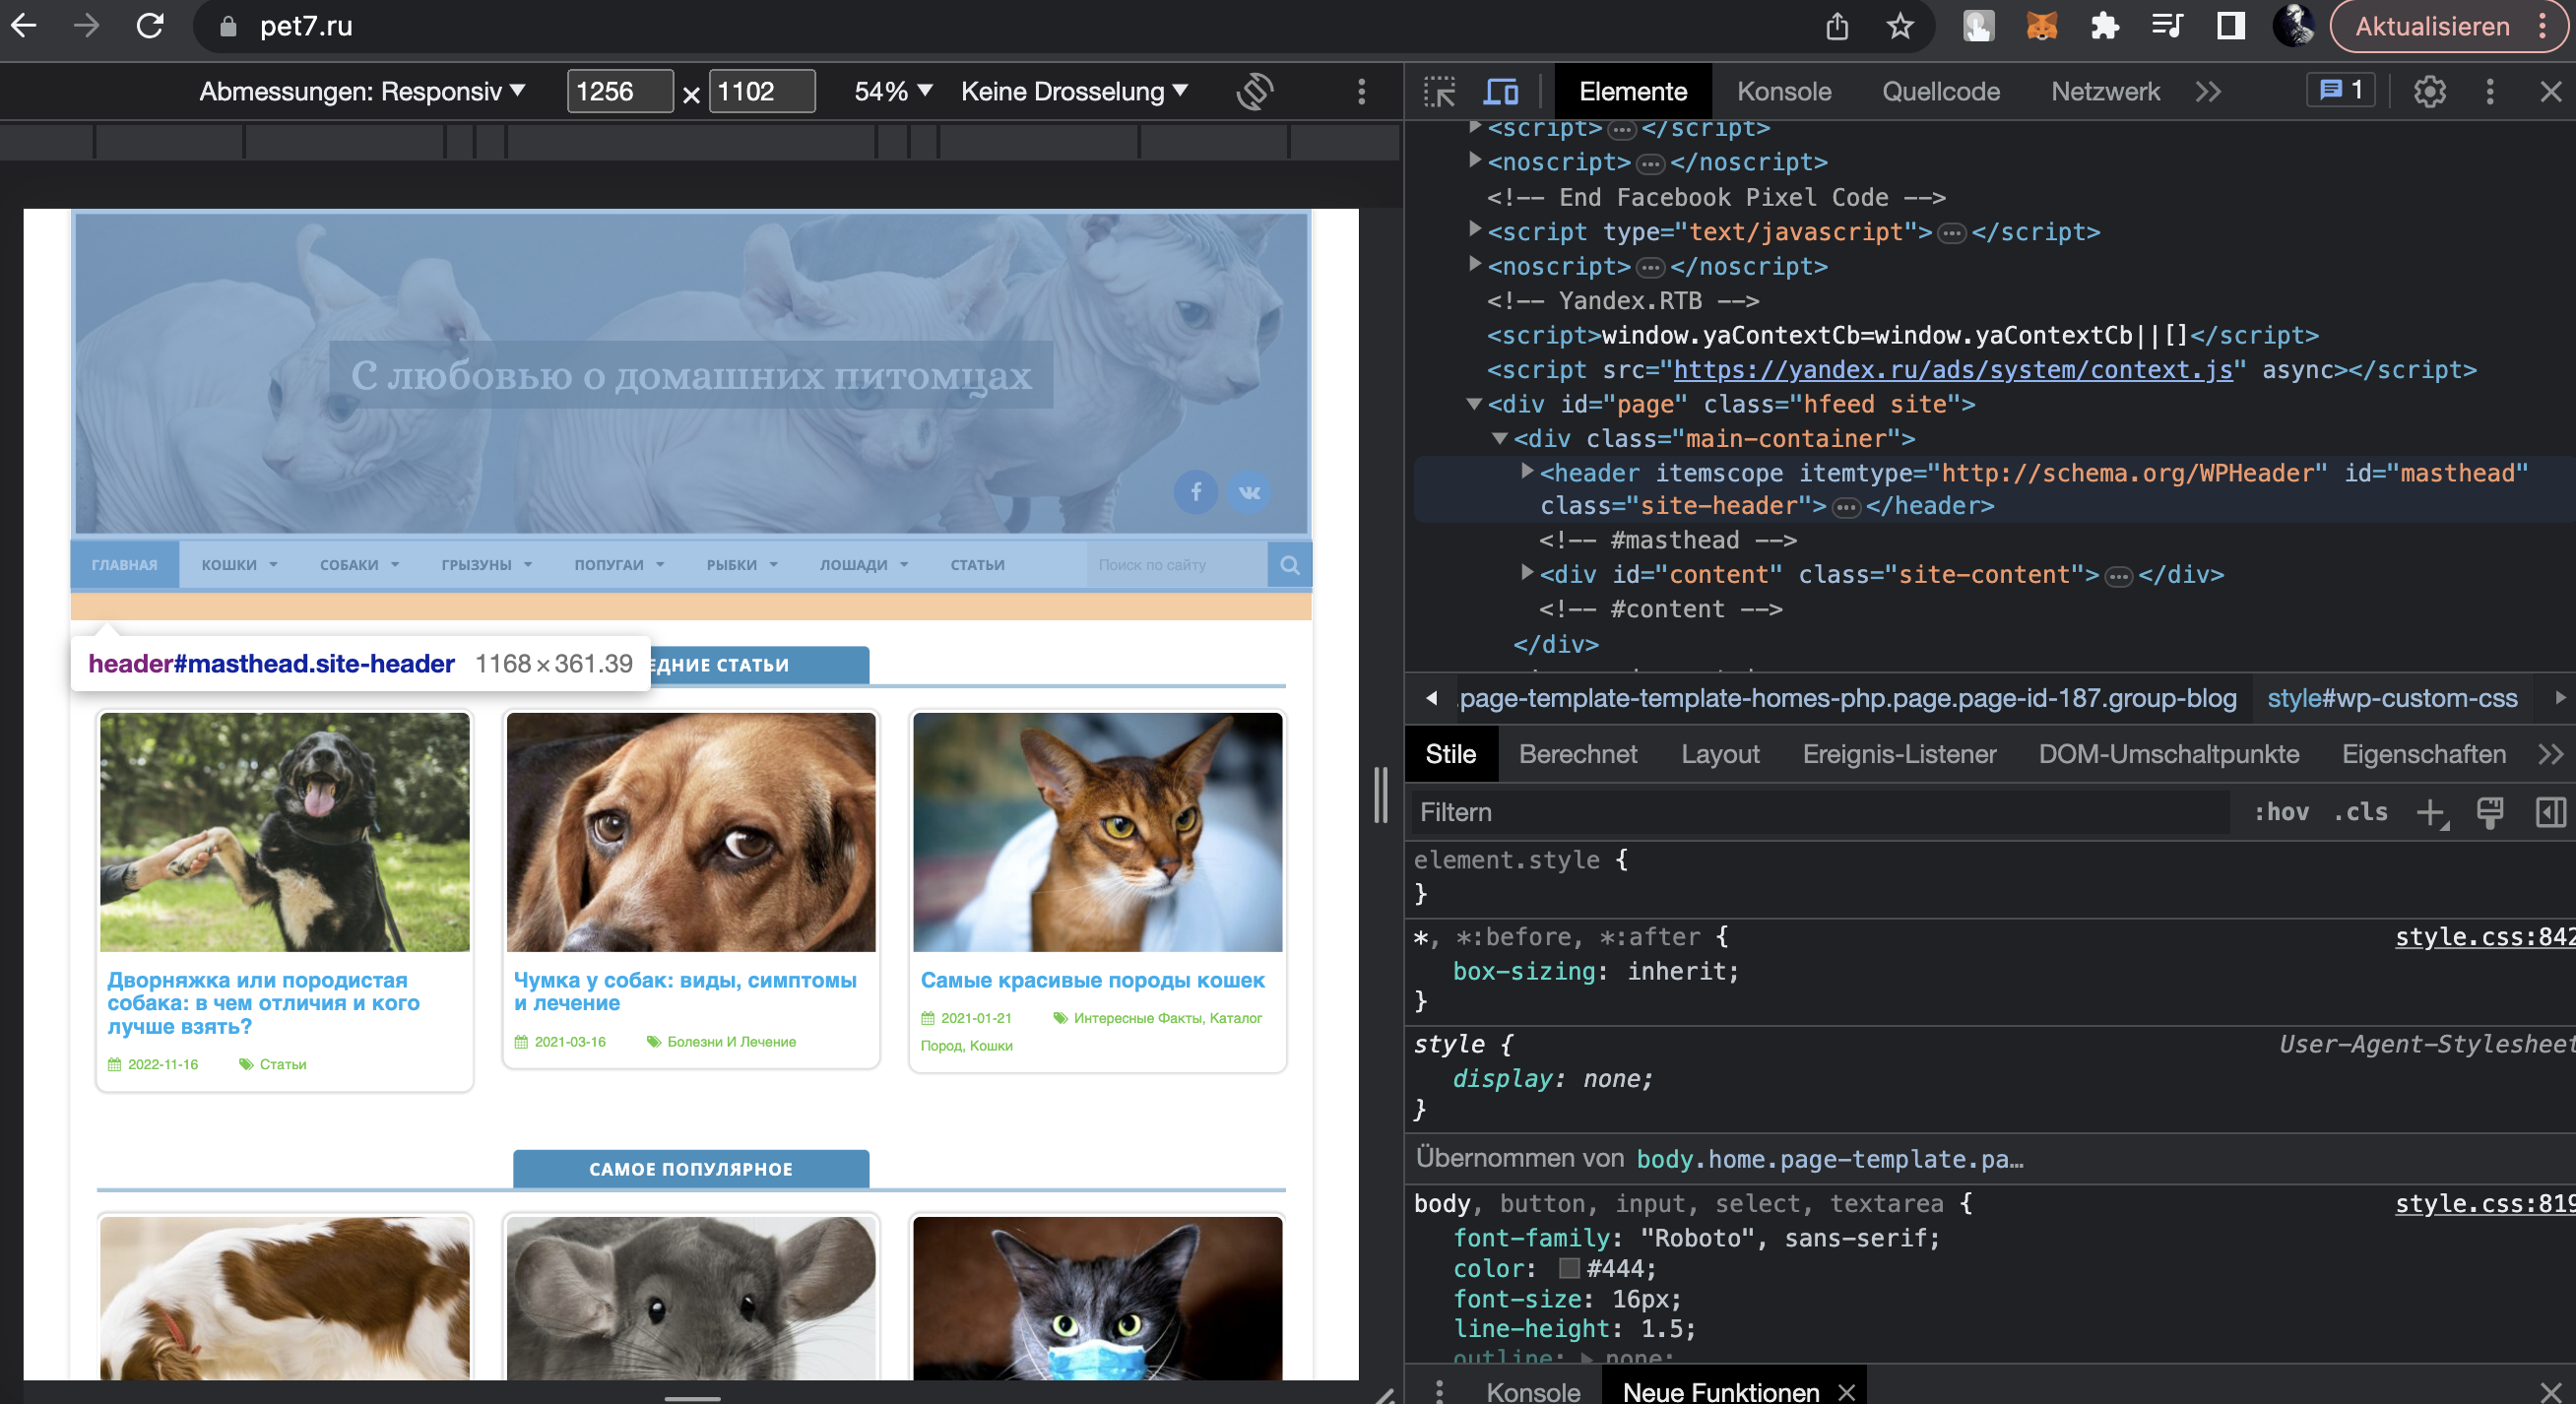 pet7.ru
Aktualisieren
Abmessungen: Responsiv ▼ 1256 × 1102 54% ▼ Keine Drosselung ▼
Elemente Konsole Quellcode Netzwerk 1
С любовью о домашних питомцах
ГЛАВНАЯ КОШКИ СОБАКИ ГРЫЗУНЫ ПОПУГАИ РЫБКИ ЛОШАДИ СТАТЬИ Поиск по сайту
header#masthead.site-header 1168×361.39
СТАТЬИ
Дворняжка или породистая
собака: в чем отличия и кого
лучше взять?
2022-11-16 Статьи
Чумка у собак: виды, симптомы
и лечение
2021-03-16 Болезни И Лечение
Самые красивые породы кошек
2021-01-21 Интересные Факты, Каталог
Пород, Кошки
САМОЕ ПОПУЛЯРНОЕ
<script>…</script>
<noscript>…</noscript>
<!-- End Facebook Pixel Code -->
<script type="text/javascript">…</script>
<noscript>…</noscript>
<!-- Yandex.RTB -->
<script>window.yaContextCb=window.yaContextCb||[]</script>
<script src="https://yandex.ru/ads/system/context.js" async></script>
<div id="page" class="hfeed site">
<div class="main-container">
<header itemscope itemtype="http://schema.org/WPHeader" id="masthead"
class="site-header">…</header>
<!-- #masthead -->
<div id="content" class="site-content">…</div>
<!-- #content -->
</div>
.page-template-template-homes-php.page.page-id-187.group-blog style#wp-custom-css
Stile Berechnet Layout Ereignis-Listener DOM-Umschaltpunkte Eigenschaften
Filtern :hov .cls
element.style {
}
*, *:before, *:after { style.css:842
box-sizing: inherit;
}
style { User-Agent-Stylesheet
display: none;
}
Übernommen von body.home.page-template.pa…
body, button, input, select, textarea { style.css:819
font-family: "Roboto", sans-serif;
color: #444;
font-size: 16px;
line-height: 1.5;
outline: none;
Konsole Neue Funktionen